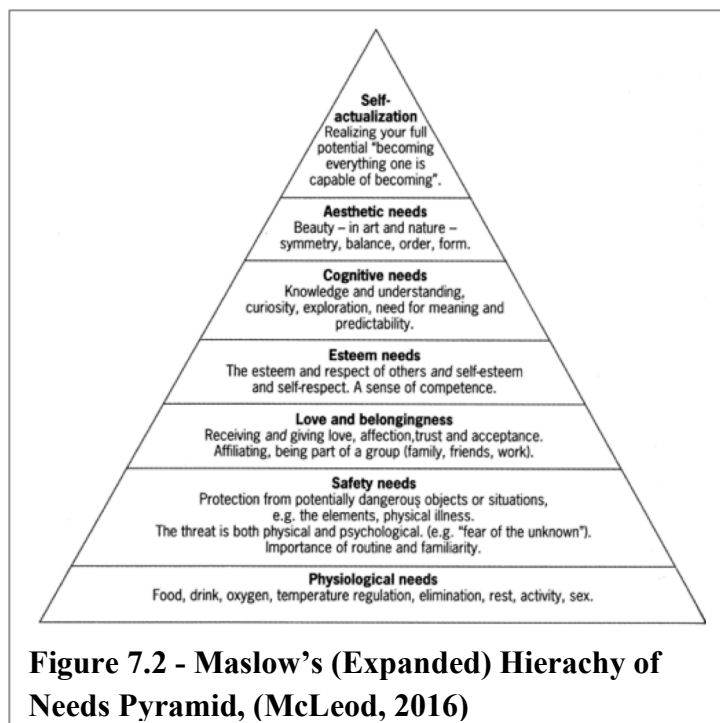 Self-
actualization
Realizing your full
potential "becoming
everything one is
capable of becoming".
Aesthetic needs
Beauty – in art and nature –
symmetry, balance, order, form.
Cognitive needs
Knowledge and understanding,
curiosity, exploration, need for meaning and
predictability.
Esteem needs
The esteem and respect of others and self-esteem
and self-respect. A sense of competence.
Love and belongingness
Receiving and giving love, affection,trust and acceptance.
Affiliating, being part of a group (family, friends, work).
Safety needs
Protection from potentially dangerous objects or situations,
e.g. the elements, physical illness.
The threat is both physical and psychological. (e.g. "fear of the unknown").
Importance of routine and familiarity.
Physiological needs
Food, drink, oxygen, temperature regulation, elimination, rest, activity, sex.
Figure 7.2 - Maslow’s (Expanded) Hierachy of
Needs Pyramid, (McLeod, 2016)